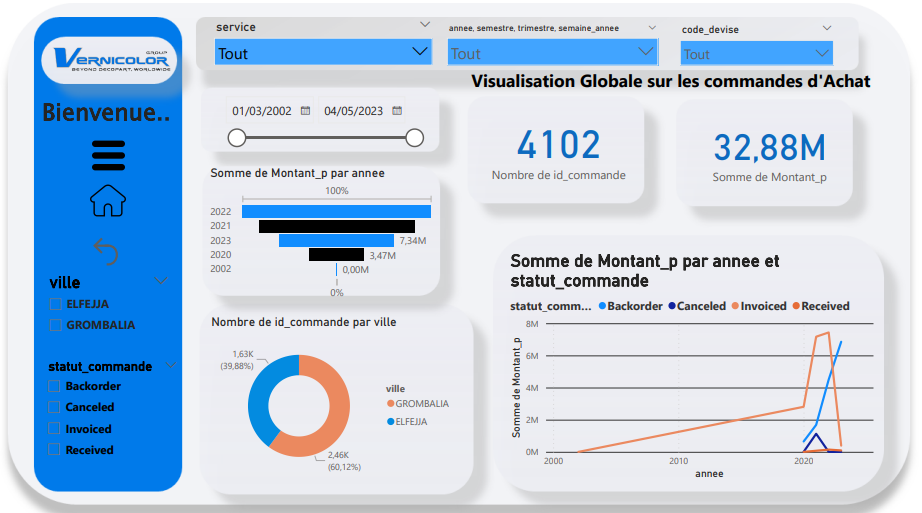 GROUP
VERNICOLOR
BEYOND DECOPART, WORLDWIDE
Bienvenue..
ville
ELFEJJA
GROMBALIA
statut_commande
Backorder
Canceled
Invoiced
Received
service
Tout
annee, semestre, trimestre, semaine_annee
Tout
code_devise
Tout
Visualisation Globale sur les commandes d'Achat
01/03/2002
04/05/2023
4102
Nombre de id_commande
32,88M
Somme de Montant_p
Somme de Montant_p par annee
100%
2022
2021
2023
7,34M
2020
3,47M
2002
0,00M
0%
Nombre de id_commande par ville
1,63K
(39,88%)
2,46K
(60,12%)
ville
GROMBALIA
ELFEJJA
Somme de Montant_p par annee et
statut_commande
statut_comm... Backorder Canceled Invoiced Received
Somme de Montant_p
8M
6M
4M
2M
0M
2000
2010
2020
annee